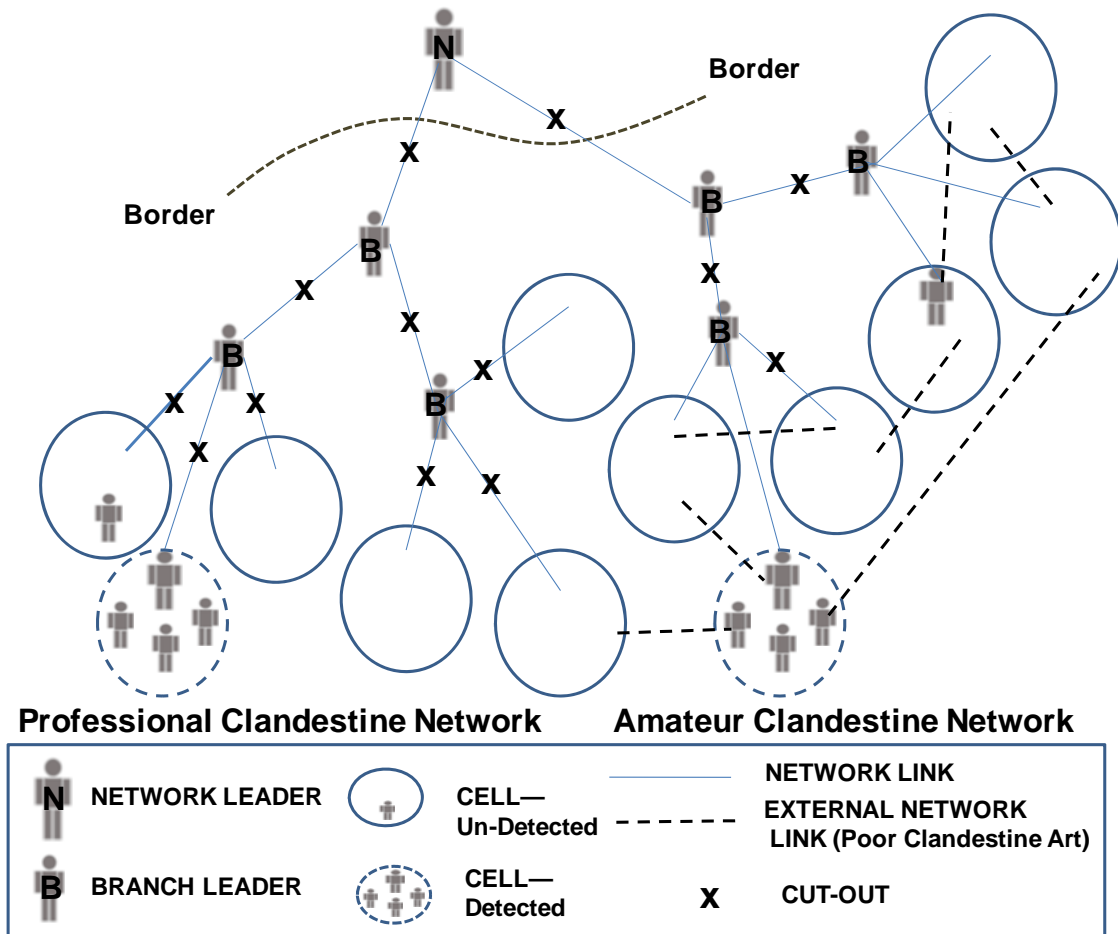 N
Border
X
X
Border
B
X
B
B
B
X
X
X
B
X
B
X
B
X
X
X
X
X
X
Professional Clandestine Network
Amateur Clandestine Network
N
NETWORK LEADER
CELL—
Un-Detected
NETWORK LINK
EXTERNAL NETWORK
LINK (Poor Clandestine Art)
B
BRANCH LEADER
CELL—
Detected
X
CUT-OUT